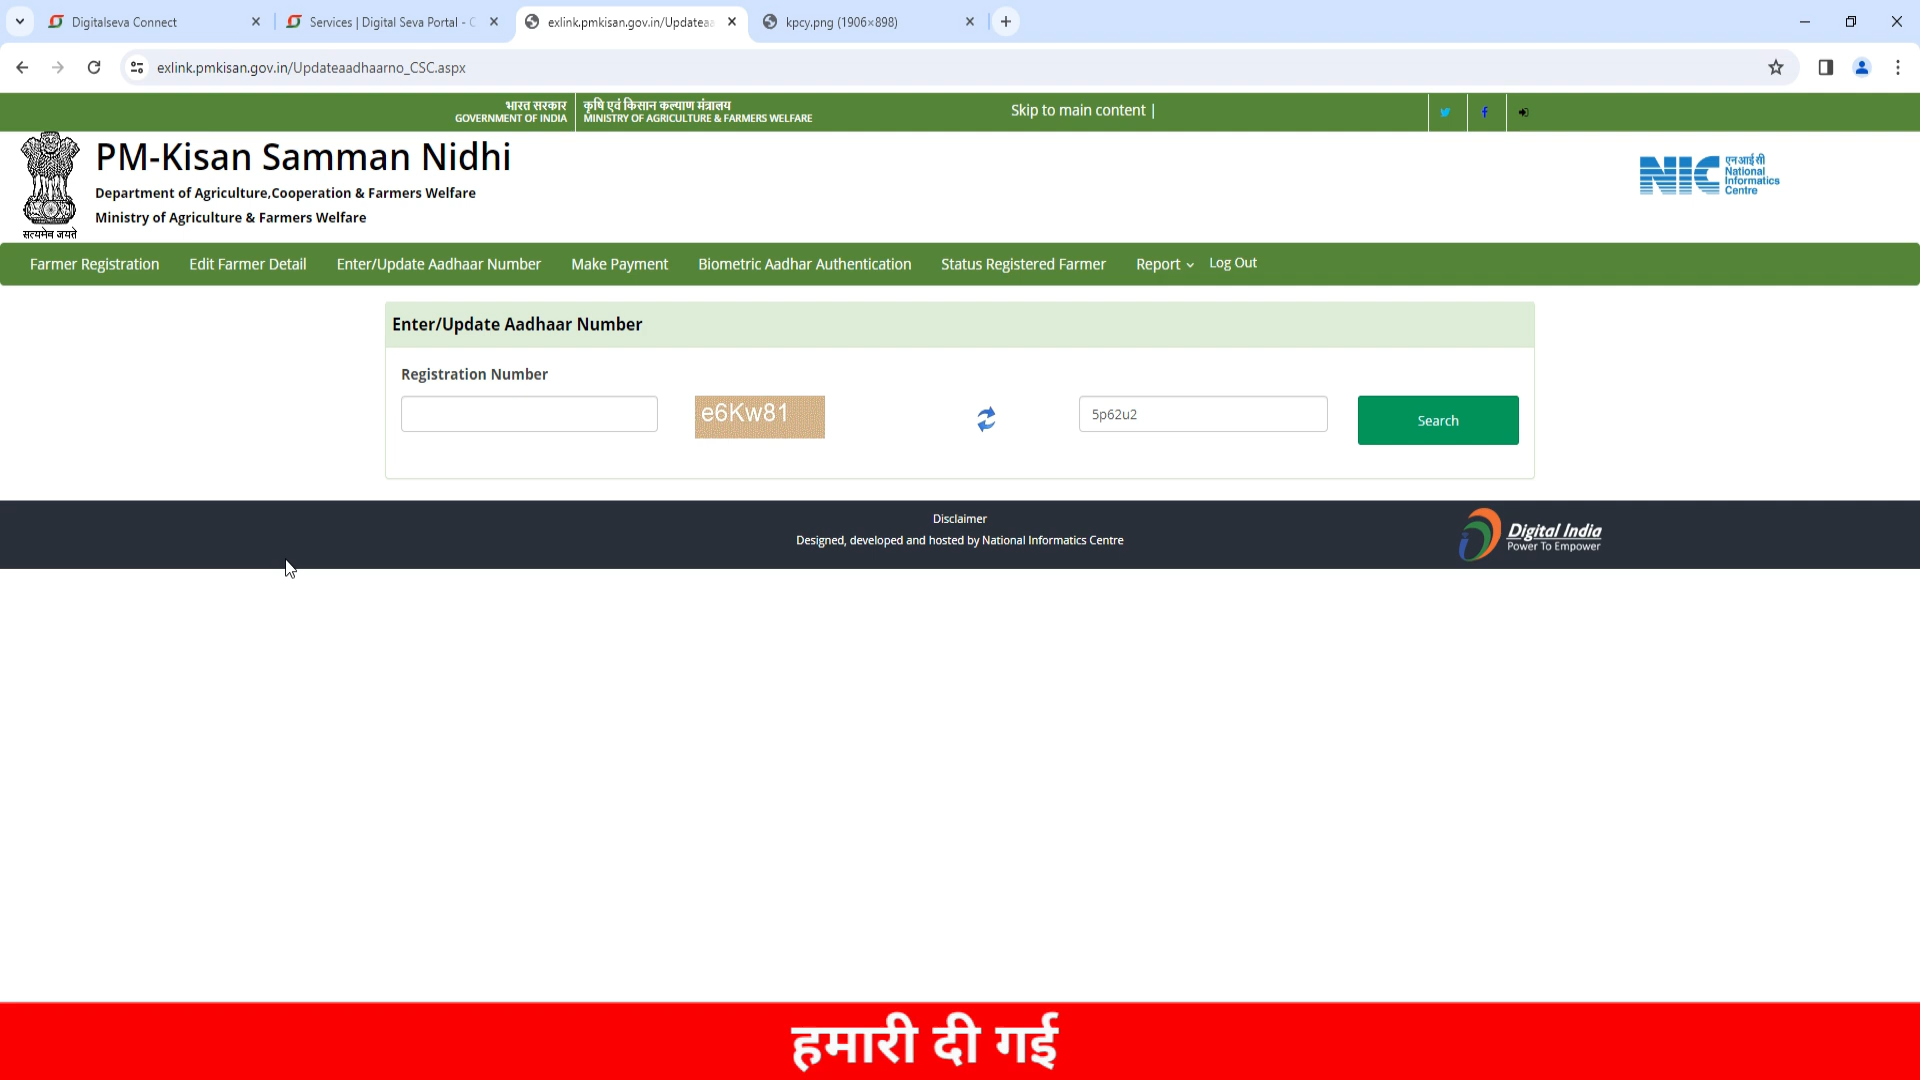 Digitalseva Connect
Services | Digital Seva Portal - C
exlink.pmkisan.gov.in/Updateaa
kpcy.png (1906×898)
exlink.pmkisan.gov.in/Updateaadhaarno_CSC.aspx
भारत सरकार
GOVERNMENT OF INDIA
कृषि एवं किसान कल्याण मंत्रालय
MINISTRY OF AGRICULTURE & FARMERS WELFARE
Skip to main content |
PM-Kisan Samman Nidhi
Department of Agriculture,Cooperation & Farmers Welfare
Ministry of Agriculture & Farmers Welfare
सत्यमेव जयते
NIC
एन आई सी
National
Informatics
Centre
Farmer Registration
Edit Farmer Detail
Enter/Update Aadhaar Number
Make Payment
Biometric Aadhar Authentication
Status Registered Farmer
Report
Log Out
Enter/Update Aadhaar Number
Registration Number
e6Kw81
5p62u2
Search
Disclaimer
Designed, developed and hosted by National Informatics Centre
Digital India
Power To Empower
हमारी दी गई